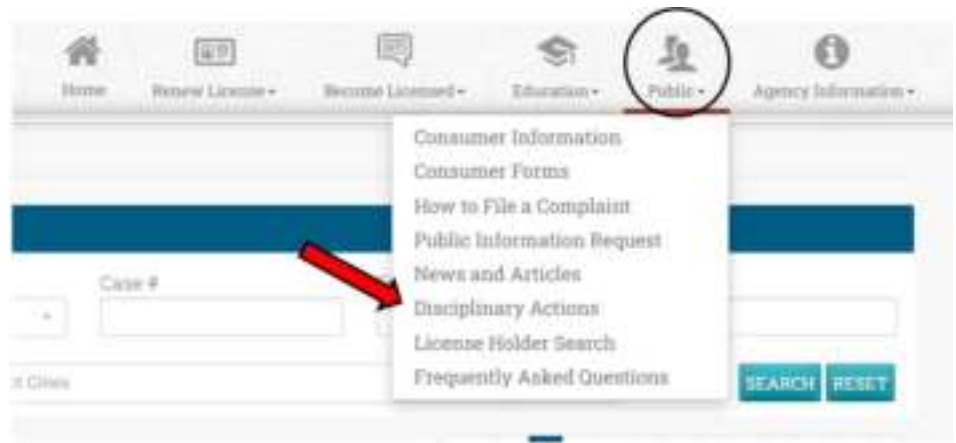 Home
Renew License
Become Licensed
Education
Public
Agency Information
Consumer Information
Consumer Forms
How to File a Complaint
Public Information Request
News and Articles
Case #
Disciplinary Actions
License Holder Search
Frequently Asked Questions
SEARCH RESET